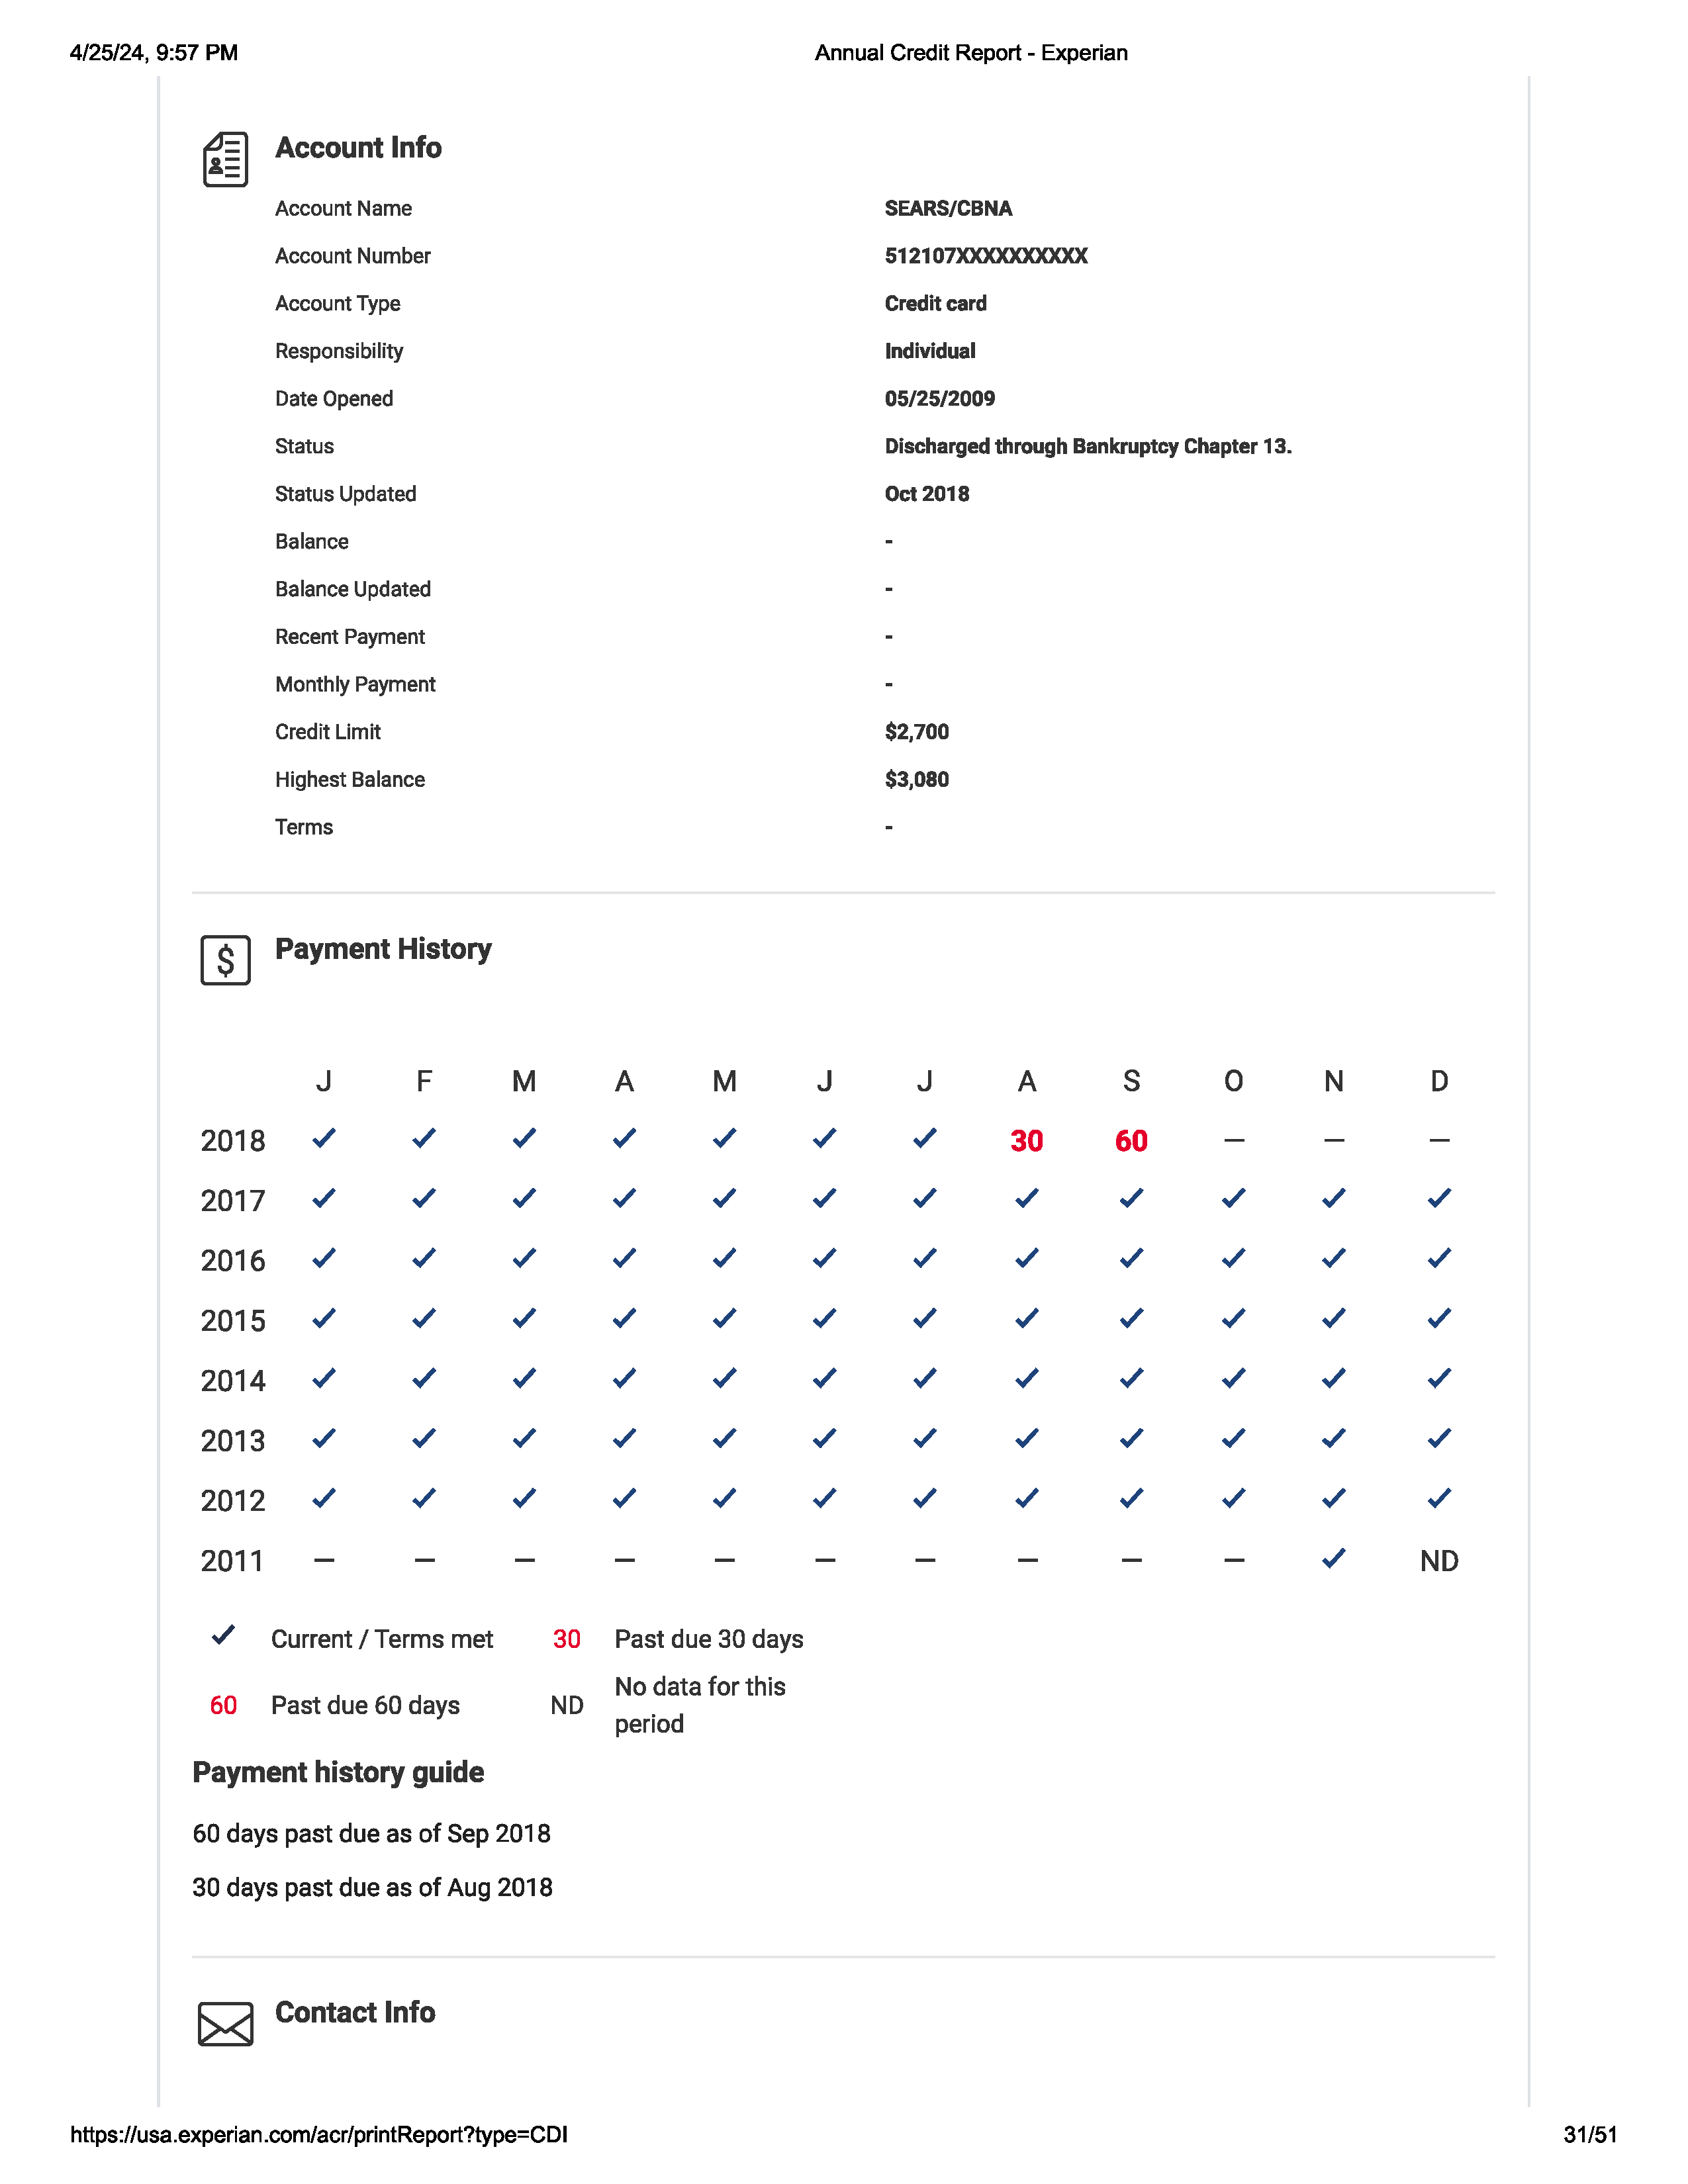 4/25/24, 9:57 PM Annual Credit Report - Experian
Account Info
Account Name SEARS/CBNA
Account Number 512107XXXXXXXXXX
Account Type Credit card
Responsibility Individual
Date Opened 05/25/2009
Status Discharged through Bankruptcy Chapter 13.
Status Updated Oct 2018
Balance -
Balance Updated -
Recent Payment -
Monthly Payment -
Credit Limit $2,700
Highest Balance $3,080
Terms -
$ Payment History
J F M A M J J A S O N D
2018 ✓ ✓ ✓ ✓ ✓ ✓ ✓ 30 60 – – –
2017 ✓ ✓ ✓ ✓ ✓ ✓ ✓ ✓ ✓ ✓ ✓ ✓
2016 ✓ ✓ ✓ ✓ ✓ ✓ ✓ ✓ ✓ ✓ ✓ ✓
2015 ✓ ✓ ✓ ✓ ✓ ✓ ✓ ✓ ✓ ✓ ✓ ✓
2014 ✓ ✓ ✓ ✓ ✓ ✓ ✓ ✓ ✓ ✓ ✓ ✓
2013 ✓ ✓ ✓ ✓ ✓ ✓ ✓ ✓ ✓ ✓ ✓ ✓
2012 ✓ ✓ ✓ ✓ ✓ ✓ ✓ ✓ ✓ ✓ ✓ ✓
2011 – – – – – – – – – – ✓ ND
✓ Current / Terms met 30 Past due 30 days
60 Past due 60 days ND No data for this
period
Payment history guide
60 days past due as of Sep 2018
30 days past due as of Aug 2018
Contact Info
https://usa.experian.com/acr/printReport?type=CDI 31/51